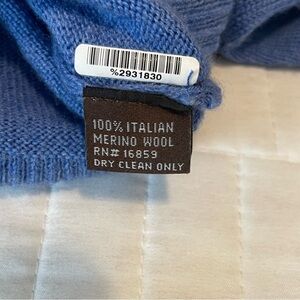 %2931830
100% ITALIAN
MERINO WOOL
RN# 16859
DRY CLEAN ONLY